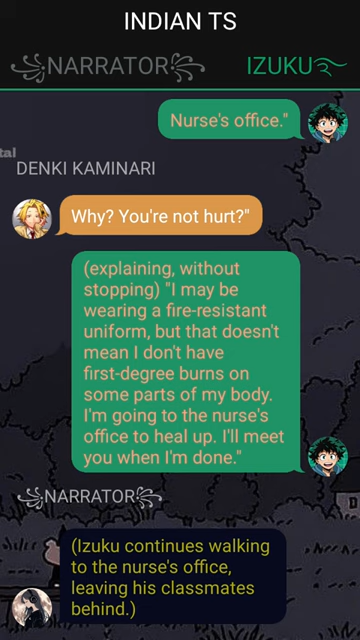 INDIAN TS
NARRATOR
IZUKU
Nurse's office."
tal
DENKI KAMINARI
Why? You're not hurt?"
(explaining, without
stopping) "I may be
wearing a fire-resistant
uniform, but that doesn't
mean I don't have
first-degree burns on
some parts of my body.
I'm going to the nurse's
office to heal up. I'll meet
you when I'm done."
NARRATOR
(Izuku continues walking
to the nurse's office,
leaving his classmates
behind.)